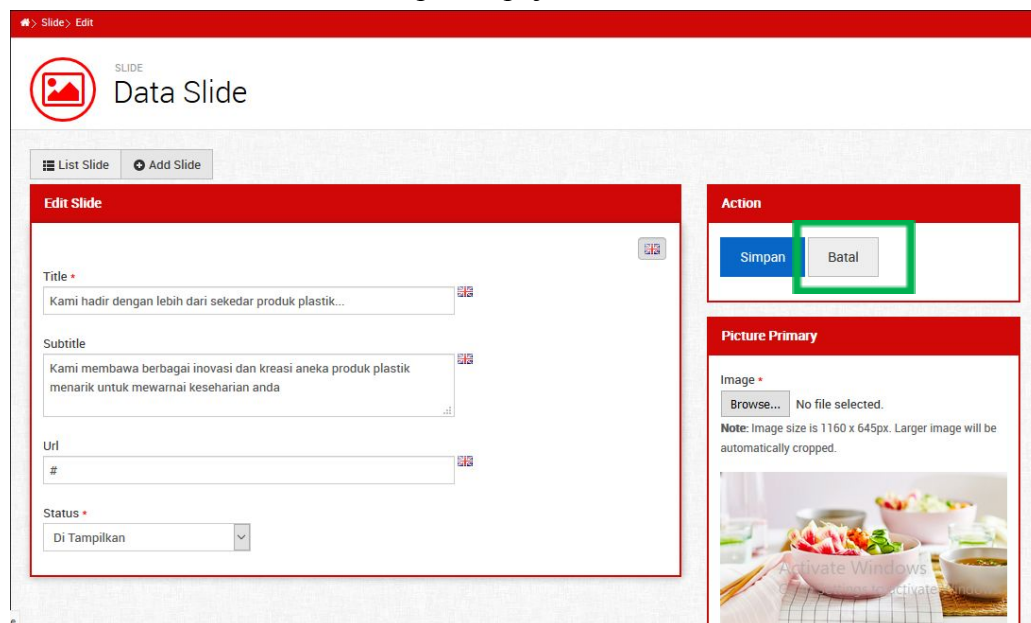 > Slide > Edit
SLIDE
Data Slide
List Slide
Add Slide
Edit Slide
Title *
Kami hadir dengan lebih dari sekedar produk plastik...
Subtitle
Kami membawa berbagai inovasi dan kreasi aneka produk plastik
menarik untuk mewarnai keseharian anda
Url
#
Status *
Di Tampilkan
Action
Simpan
Batal
Picture Primary
Image *
Browse... No file selected.
Note: Image size is 1160 x 645px. Larger image will be
automatically cropped.
Activate Windows